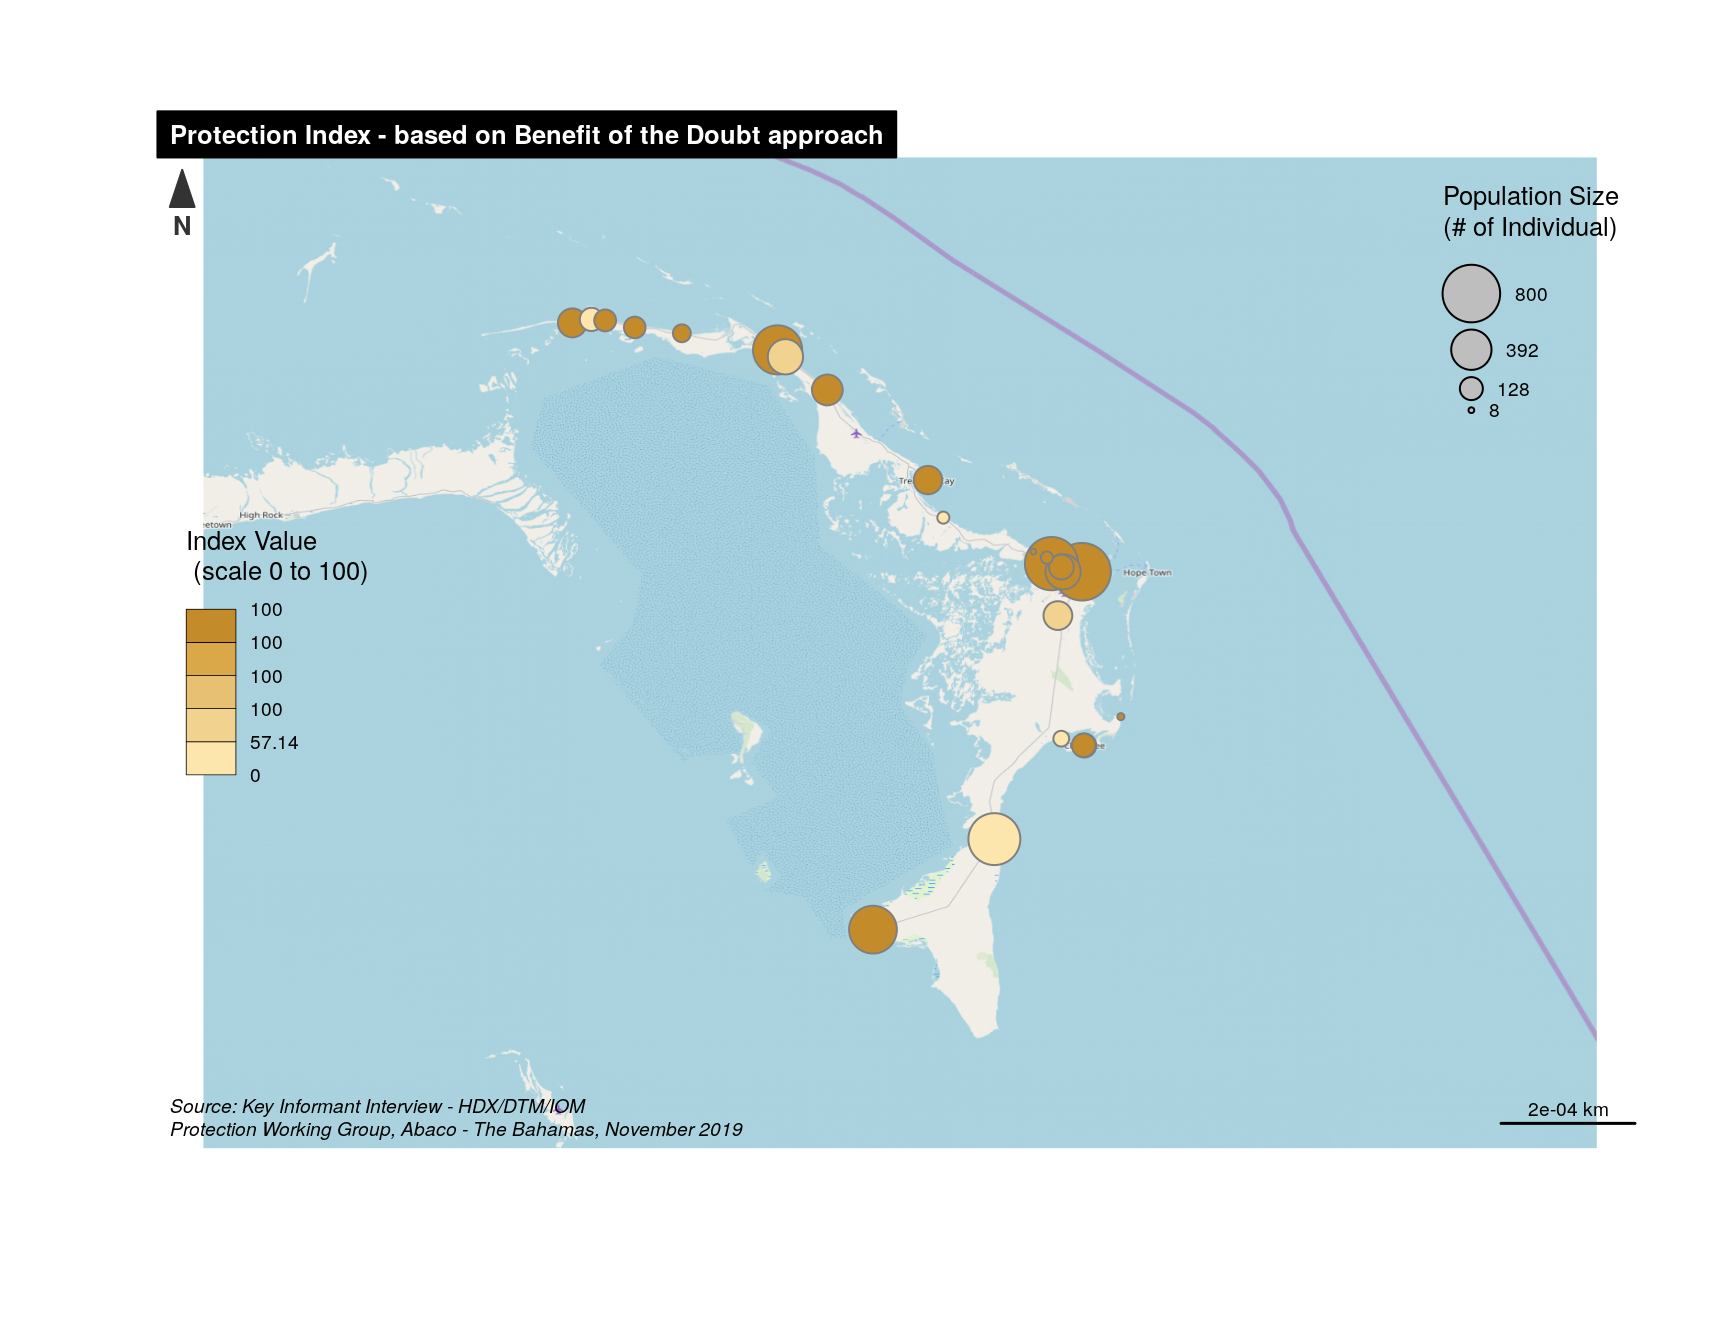 Protection Index - based on Benefit of the Doubt approach
N
Population Size
(# of Individual)
800
392
128
8
High Rock
eetown
Hope Town
Index Value
(scale 0 to 100)
100
100
100
100
57.14
0
Source: Key Informant Interview - HDX/DTM/IOM
Protection Working Group, Abaco - The Bahamas, November 2019
2e-04 km